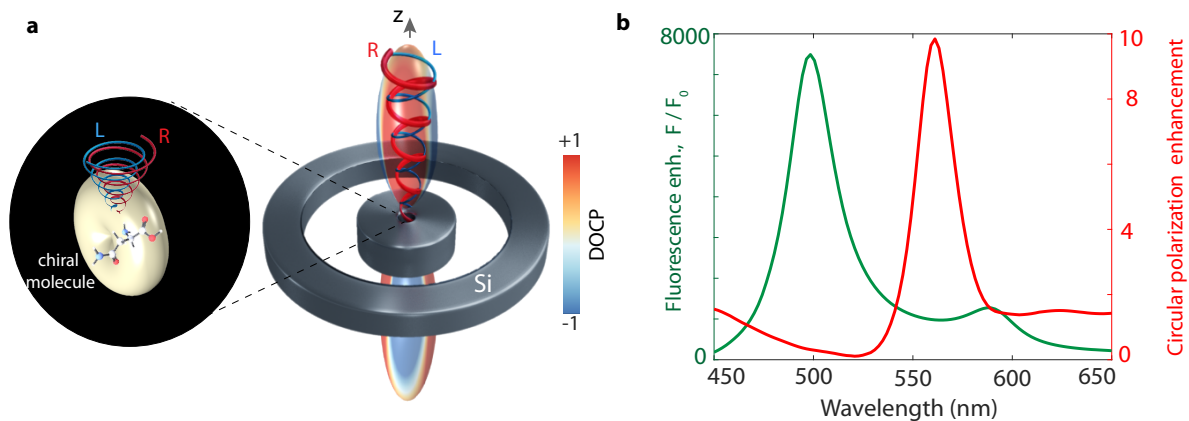 a
z
R
L
L
R
chiral
molecule
Si
+1
DOCP
-1
b
8000
0
Fluorescence enh., F / F0
10
8
6
4
0
Circular polarization enhancement
450
500
550
600
650
Wavelength (nm)